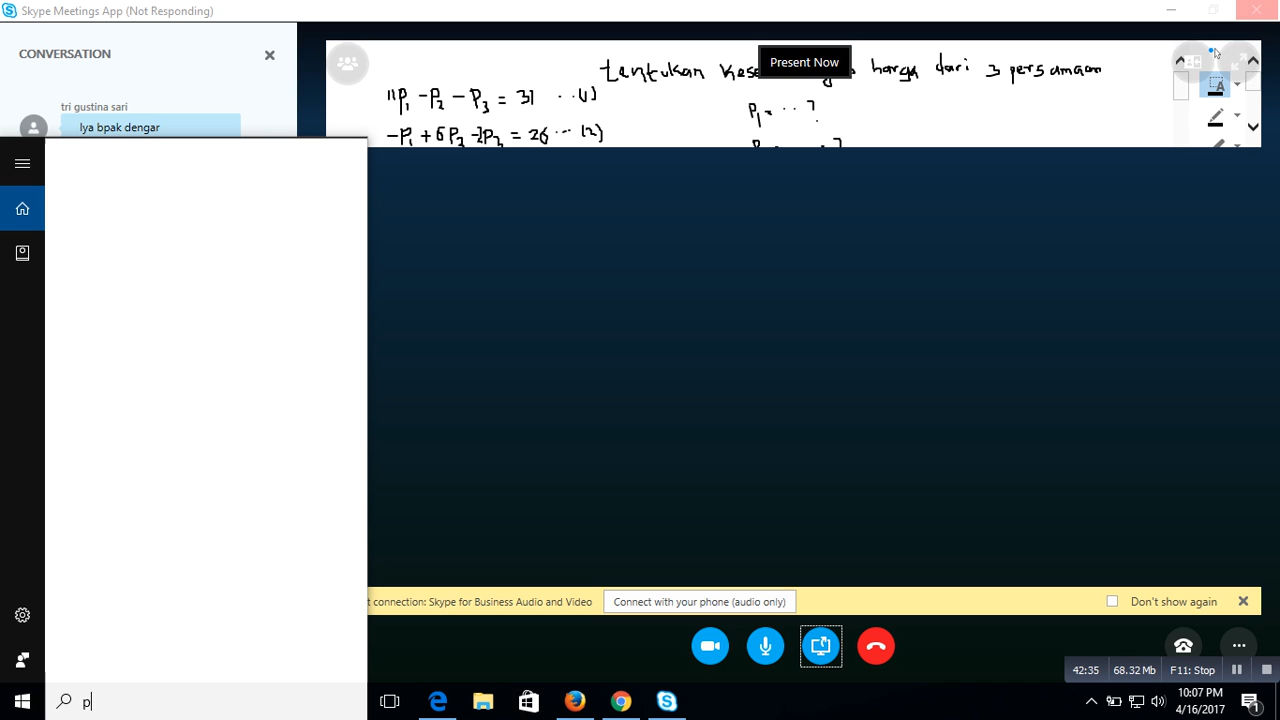 Skype Meetings App (Not Responding)
CONVERSATION
tri gustina sari
Iya bpak dengar
Present Now
tentukan harga dari 3 persamaan
11P1 - P2 - P3 = 31 ... (1)
P1 = .. ?
-P1 + 6P2 - 2P3 = 26 ... (2)
t connection: Skype for Business Audio and Video
Connect with your phone (audio only)
Don't show again
42:35
68.32 Mb
F11: Stop
p
10:07 PM
4/16/2017
1